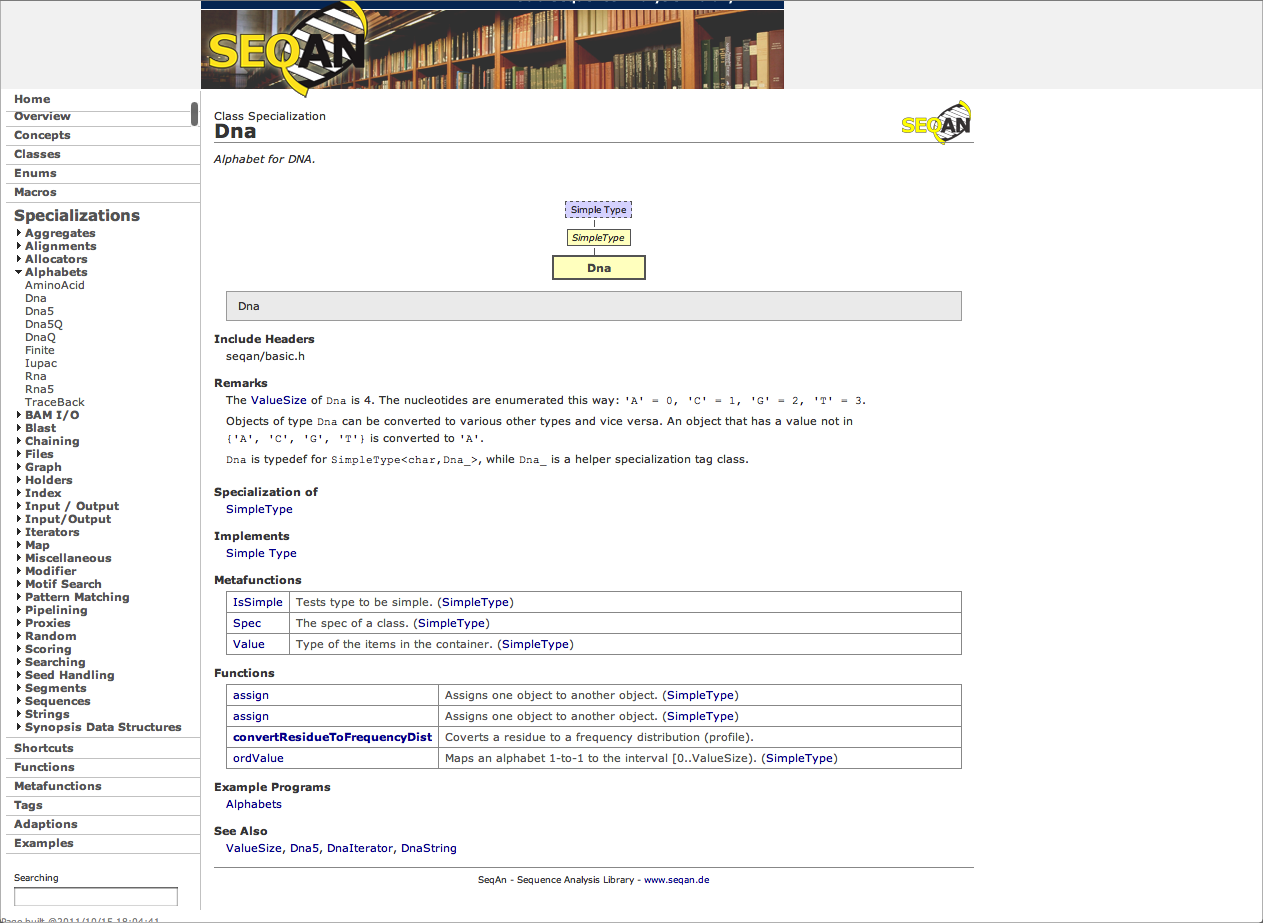 SEQAN
Home
Overview
Concepts
Classes
Enums
Macros
Specializations
Aggregates
Alignments
Allocators
Alphabets
AminoAcid
Dna
Dna5
Dna5Q
DnaQ
Finite
Iupac
Rna
Rna5
TraceBack
BAM I/O
Blast
Chaining
Files
Graph
Holders
Index
Input / Output
Input/Output
Iterators
Map
Miscellaneous
Modifier
Motif Search
Pattern Matching
Pipelining
Proxies
Random
Scoring
Searching
Seed Handling
Segments
Sequences
Strings
Synopsis Data Structures
Shortcuts
Functions
Metafunctions
Tags
Adaptions
Examples
Searching
Page built @2011/10/15 18:04:41
Class Specialization
Dna
SEQAN
Alphabet for DNA.
Simple Type
SimpleType
Dna
Dna
Include Headers
seqan/basic.h
Remarks
The ValueSize of Dna is 4. The nucleotides are enumerated this way: 'A' = 0, 'C' = 1, 'G' = 2, 'T' = 3.
Objects of type Dna can be converted to various other types and vice versa. An object that has a value not in
{'A', 'C', 'G', 'T'} is converted to 'A'.
Dna is typedef for SimpleType<char,Dna_>, while Dna_ is a helper specialization tag class.
Specialization of
SimpleType
Implements
Simple Type
Metafunctions
IsSimple Tests type to be simple. (SimpleType)
Spec The spec of a class. (SimpleType)
Value Type of the items in the container. (SimpleType)
Functions
assign Assigns one object to another object. (SimpleType)
assign Assigns one object to another object. (SimpleType)
convertResidueToFrequencyDist Coverts a residue to a frequency distribution (profile).
ordValue Maps an alphabet 1-to-1 to the interval [0..ValueSize). (SimpleType)
Example Programs
Alphabets
See Also
ValueSize, Dna5, DnaIterator, DnaString
SeqAn - Sequence Analysis Library - www.seqan.de